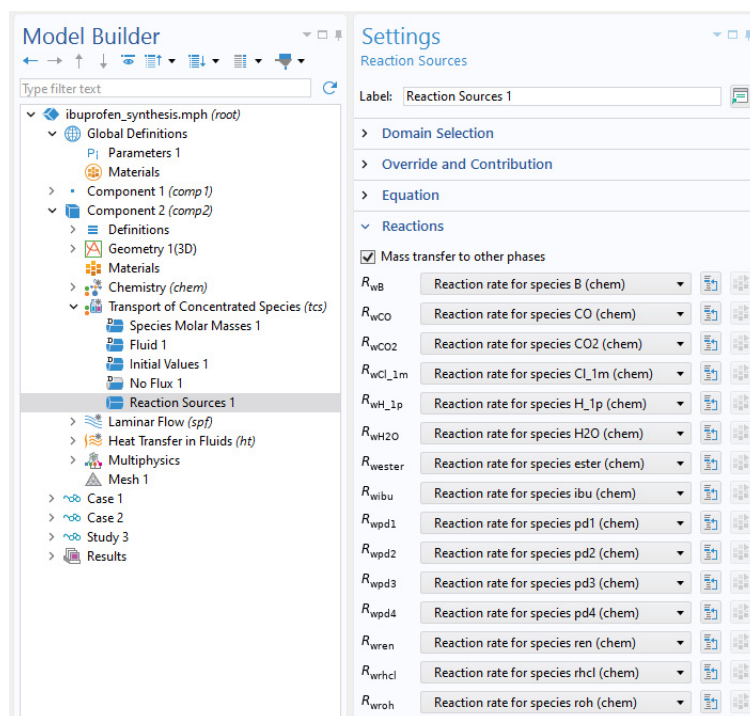 Model Builder
Type filter text
ibuprofen_synthesis.mph (root)
Global Definitions
Pi Parameters 1
Materials
Component 1 (comp1)
Component 2 (comp2)
Definitions
Geometry 1(3D)
Materials
Chemistry (chem)
Transport of Concentrated Species (tcs)
D Species Molar Masses 1
D Fluid 1
D Initial Values 1
D No Flux 1
Reaction Sources 1
Laminar Flow (spf)
Heat Transfer in Fluids (ht)
Multiphysics
Mesh 1
Case 1
Case 2
Study 3
Results
Settings
Reaction Sources
Label: Reaction Sources 1
Domain Selection
Override and Contribution
Equation
Reactions
Mass transfer to other phases
RwB Reaction rate for species B (chem)
RwCO Reaction rate for species CO (chem)
RwCO2 Reaction rate for species CO2 (chem)
RwCl_1m Reaction rate for species Cl_1m (chem)
RwH_1p Reaction rate for species H_1p (chem)
RwH2O Reaction rate for species H2O (chem)
Rwester Reaction rate for species ester (chem)
Rwibu Reaction rate for species ibu (chem)
Rwpd1 Reaction rate for species pd1 (chem)
Rwpd2 Reaction rate for species pd2 (chem)
Rwpd3 Reaction rate for species pd3 (chem)
Rwpd4 Reaction rate for species pd4 (chem)
Rwren Reaction rate for species ren (chem)
Rwrhcl Reaction rate for species rhcl (chem)
Rwroh Reaction rate for species roh (chem)